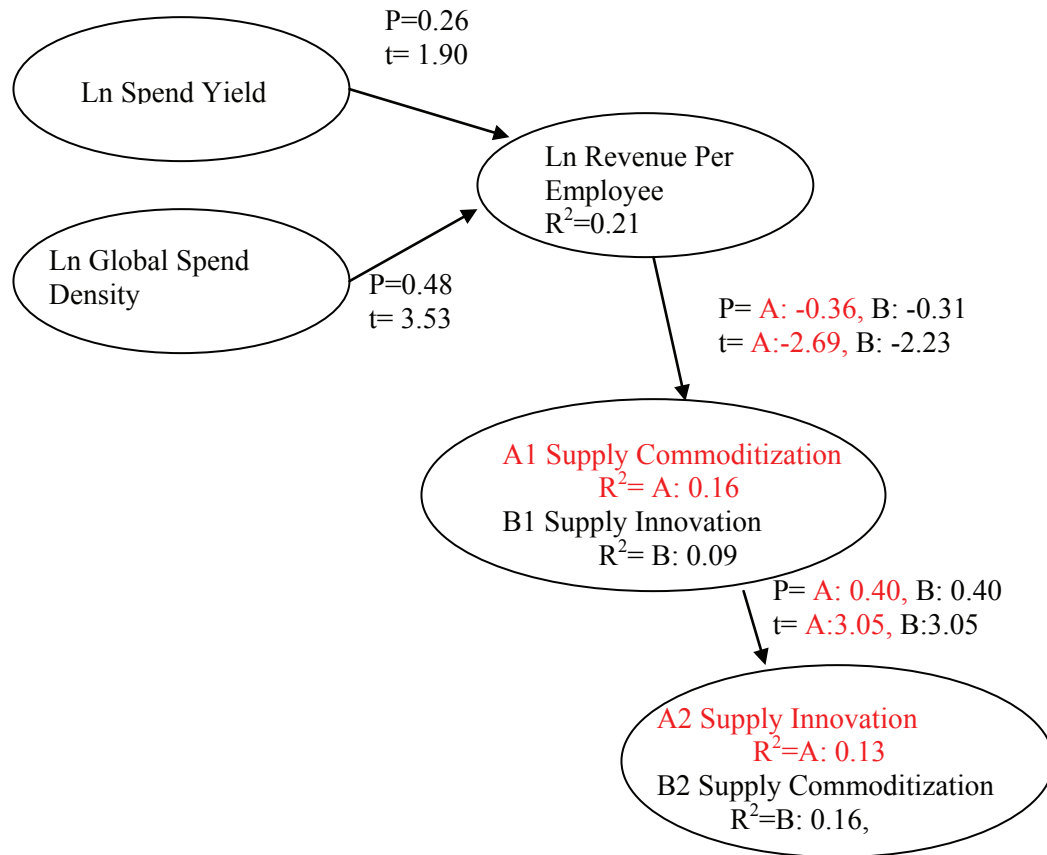 P=0.26
t= 1.90
Ln Spend Yield
Ln Revenue Per
Employee
R²=0.21
Ln Global Spend
Density
P=0.48
t= 3.53
P= A: -0.36, B: -0.31
t= A:-2.69, B: -2.23
A1 Supply Commoditization
R²= A: 0.16
B1 Supply Innovation
R²= B: 0.09
P= A: 0.40, B: 0.40
t= A:3.05, B:3.05
A2 Supply Innovation
R²=A: 0.13
B2 Supply Commoditization
R²=B: 0.16,